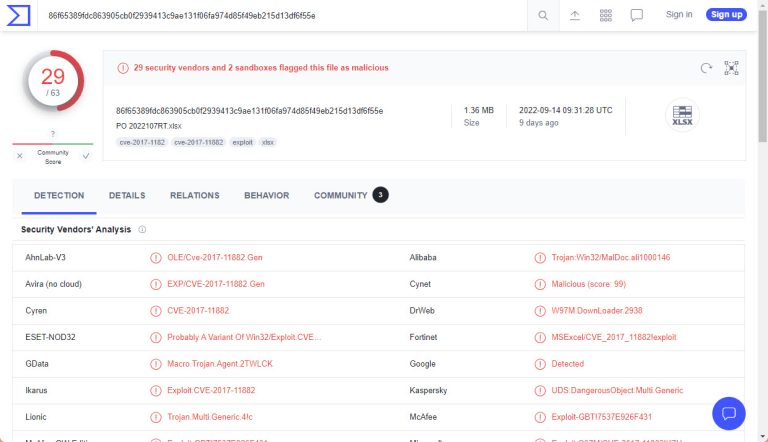 86f65389fdc863905cb0f2939413c9ae131f06fa974d85f49eb215d13df6f55e Sign in Sign up
29
/ 63
?
Community
Score
29 security vendors and 2 sandboxes flagged this file as malicious
86f65389fdc863905cb0f2939413c9ae131f06fa974d85f49eb215d13df6f55e
PO 2022107RT.xlsx
cve-2017-1182 cve-2017-11882 exploit xlsx
1.36 MB
Size
2022-09-14 09:31:28 UTC
9 days ago
XLSX
DETECTION DETAILS RELATIONS BEHAVIOR COMMUNITY 3
Security Vendors' Analysis
AhnLab-V3 OLE/Cve-2017-11882.Gen Alibaba Trojan:Win32/MalDoc.ali1000146
Avira (no cloud) EXP/CVE-2017-11882.Gen Cynet Malicious (score: 99)
Cyren CVE-2017-11882 DrWeb W97M.DownLoader.2938
ESET-NOD32 Probably A Variant Of Win32/Exploit.CVE... Fortinet MSExcel/CVE_2017_11882!exploit
GData Macro.Trojan.Agent.2TWLCK Google Detected
Ikarus Exploit.CVE-2017-11882 Kaspersky UDS:DangerousObject.Multi.Generic
Lionic Trojan.Multi.Generic.4!c McAfee Exploit-GBT!7537E926F431